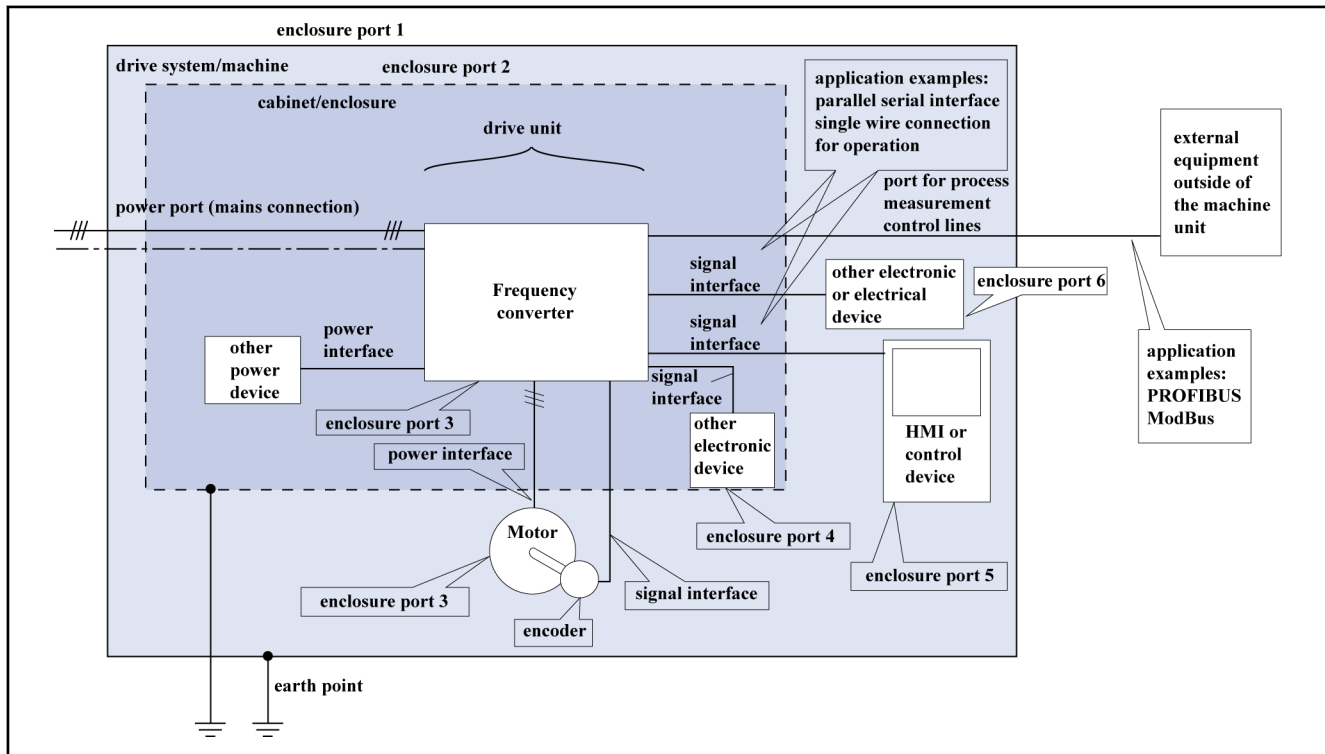 enclosure port 1
drive system/machine
enclosure port 2
cabinet/enclosure
drive unit
application examples:
parallel serial interface
single wire connection
for operation
external
equipment
outside of
the machine
unit
power port (mains connection)
port for process
measurement
control lines
signal
interface
other electronic
or electrical
device
enclosure port 6
Frequency
converter
signal
interface
power
interface
other
power
device
application
examples:
PROFIBUS
ModBus
signal
interface
enclosure port 3
other
electronic
device
HMI or
control
device
power interface
Motor
enclosure port 4
enclosure port 5
enclosure port 3
signal interface
encoder
earth point